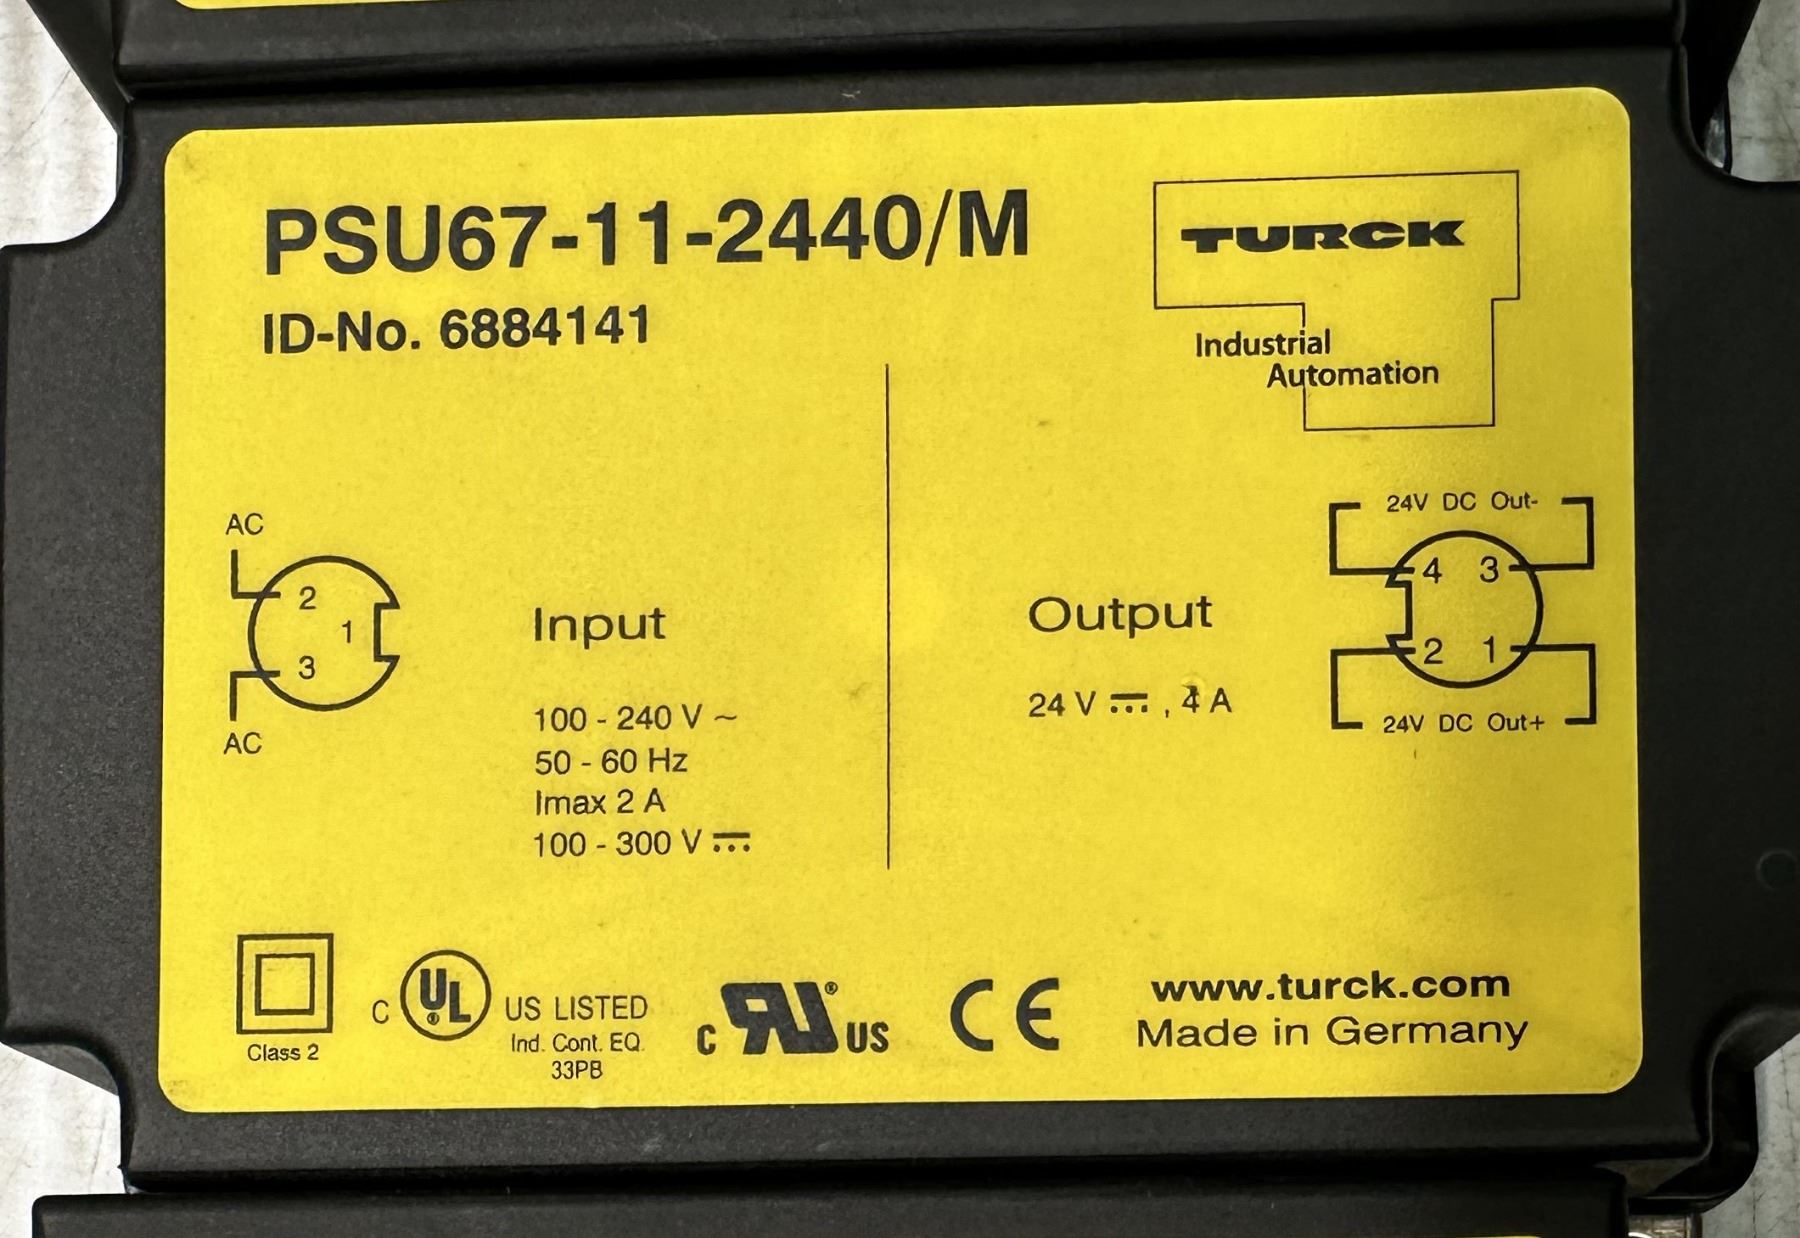 PSU67-11-2440/M
ID-No. 6884141
TURCK
Industrial
Automation
AC
2
1
3
AC
Input
100 - 240 V ~
50 - 60 Hz
Imax 2 A
100 - 300 V ⎓
Output
24 V ⎓ , 4 A
24V DC Out-
4 3
2 1
24V DC Out+
Class 2
C UL ® US LISTED
Ind. Cont. EQ.
33PB
c RU ® US
CE
www.turck.com
Made in Germany